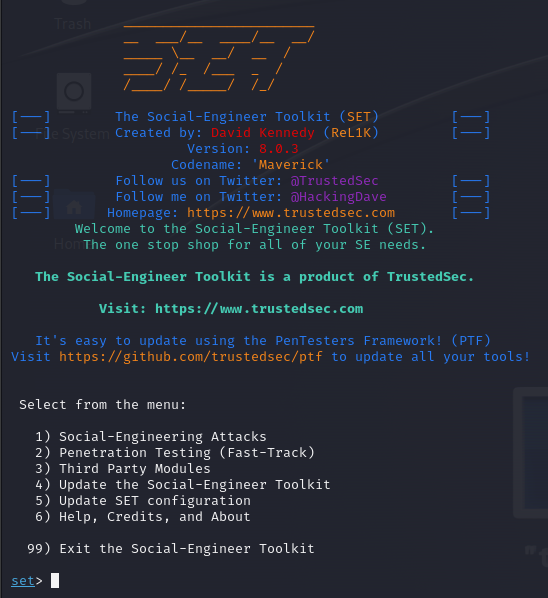 [---] The Social-Engineer Toolkit (SET) [---]
[---] Created by: David Kennedy (ReL1K) [---]
Version: 8.0.3
Codename: 'Maverick'
[---] Follow us on Twitter: @TrustedSec [---]
[---] Follow me on Twitter: @HackingDave [---]
[---] Homepage: https://www.trustedsec.com [---]
Welcome to the Social-Engineer Toolkit (SET).
The one stop shop for all of your SE needs.
The Social-Engineer Toolkit is a product of TrustedSec.
Visit: https://www.trustedsec.com
It's easy to update using the PenTesters Framework! (PTF)
Visit https://github.com/trustedsec/ptf to update all your tools!
Select from the menu:
1) Social-Engineering Attacks
2) Penetration Testing (Fast-Track)
3) Third Party Modules
4) Update the Social-Engineer Toolkit
5) Update SET configuration
6) Help, Credits, and About
99) Exit the Social-Engineer Toolkit
set>
Trash
File System
Home